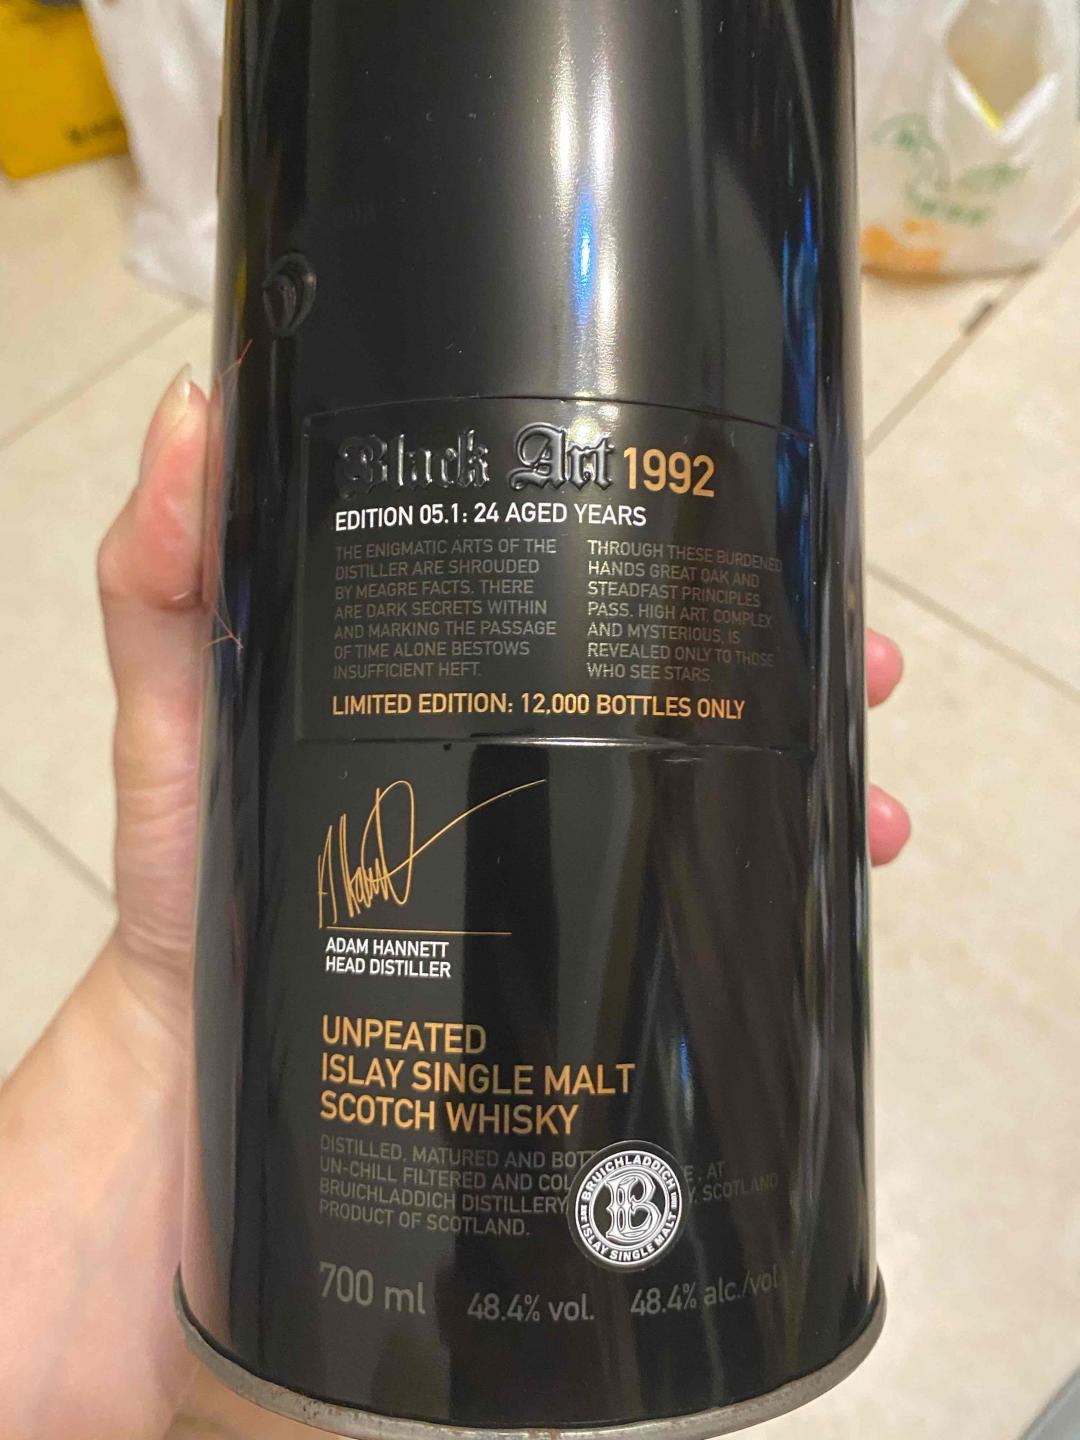 Black Art 1992
EDITION 05.1: 24 AGED YEARS
THE ENIGMATIC ARTS OF THE
DISTILLER ARE SHROUDED
BY MEAGRE FACTS. THERE
ARE DARK SECRETS WITHIN
AND MARKING THE PASSAGE
OF TIME ALONE BESTOWS
INSUFFICIENT HEFT.
THROUGH THESE BURDENED
HANDS GREAT OAK AND
STEADFAST PRINCIPLES
PASS. HIGH ART, COMPLEX
AND MYSTERIOUS, IS
REVEALED ONLY TO THOSE
WHO SEE STARS.
LIMITED EDITION: 12,000 BOTTLES ONLY
ADAM HANNETT
HEAD DISTILLER
UNPEATED
ISLAY SINGLE MALT
SCOTCH WHISKY
DISTILLED, MATURED AND BOTT
UN-CHILL FILTERED AND COL E, AT
BRUICHLADDICH DISTILLERY Y, SCOTLAND
PRODUCT OF SCOTLAND.
BRUICHLADDICH
B
ISLAY SINGLE MALT
700 ml 48.4% vol. 48.4% alc./vol